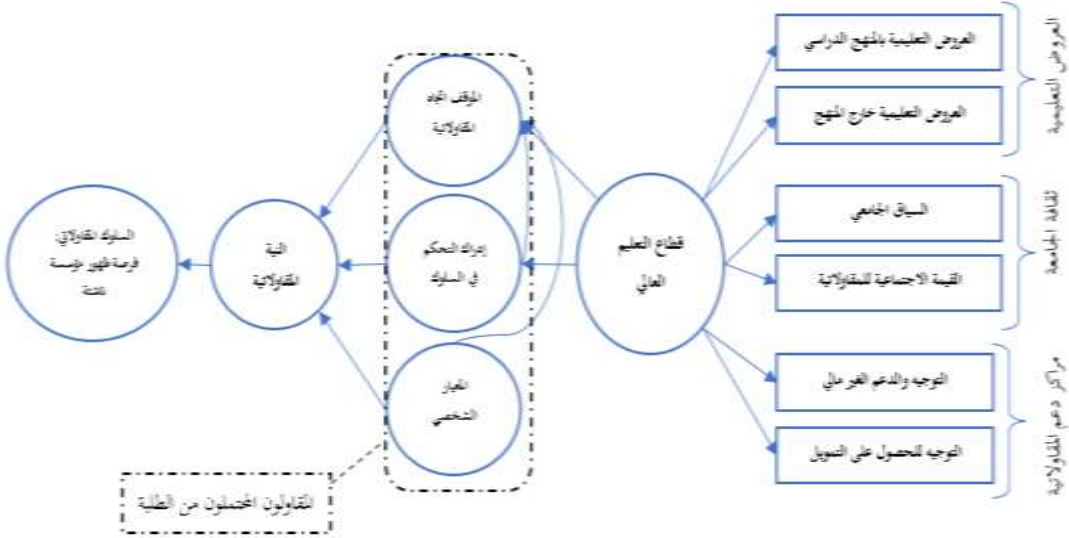 العروض التعليمية
العروض التعليمية بالمنهج الدراسي
العروض التعليمية خارج المنهج
ثقافة الجامعة
السياق الجامعي
القيمة الاجتماعية للمقاولاتية
مراكز دعم المقاولاتية
التوجيه والدعم الغير مالي
التوجيه للحصول على التمويل
قطاع التعليم
العالي
الموقف اتجاه
المقاولاتية
إدراك التحكم
في السلوك
المعيار
الشخصي
المقاولون المحتملون من الطلبة
النية
المقاولاتية
السلوك المقاولاتي:
فرصة ظهور مؤسسة
ناشئة